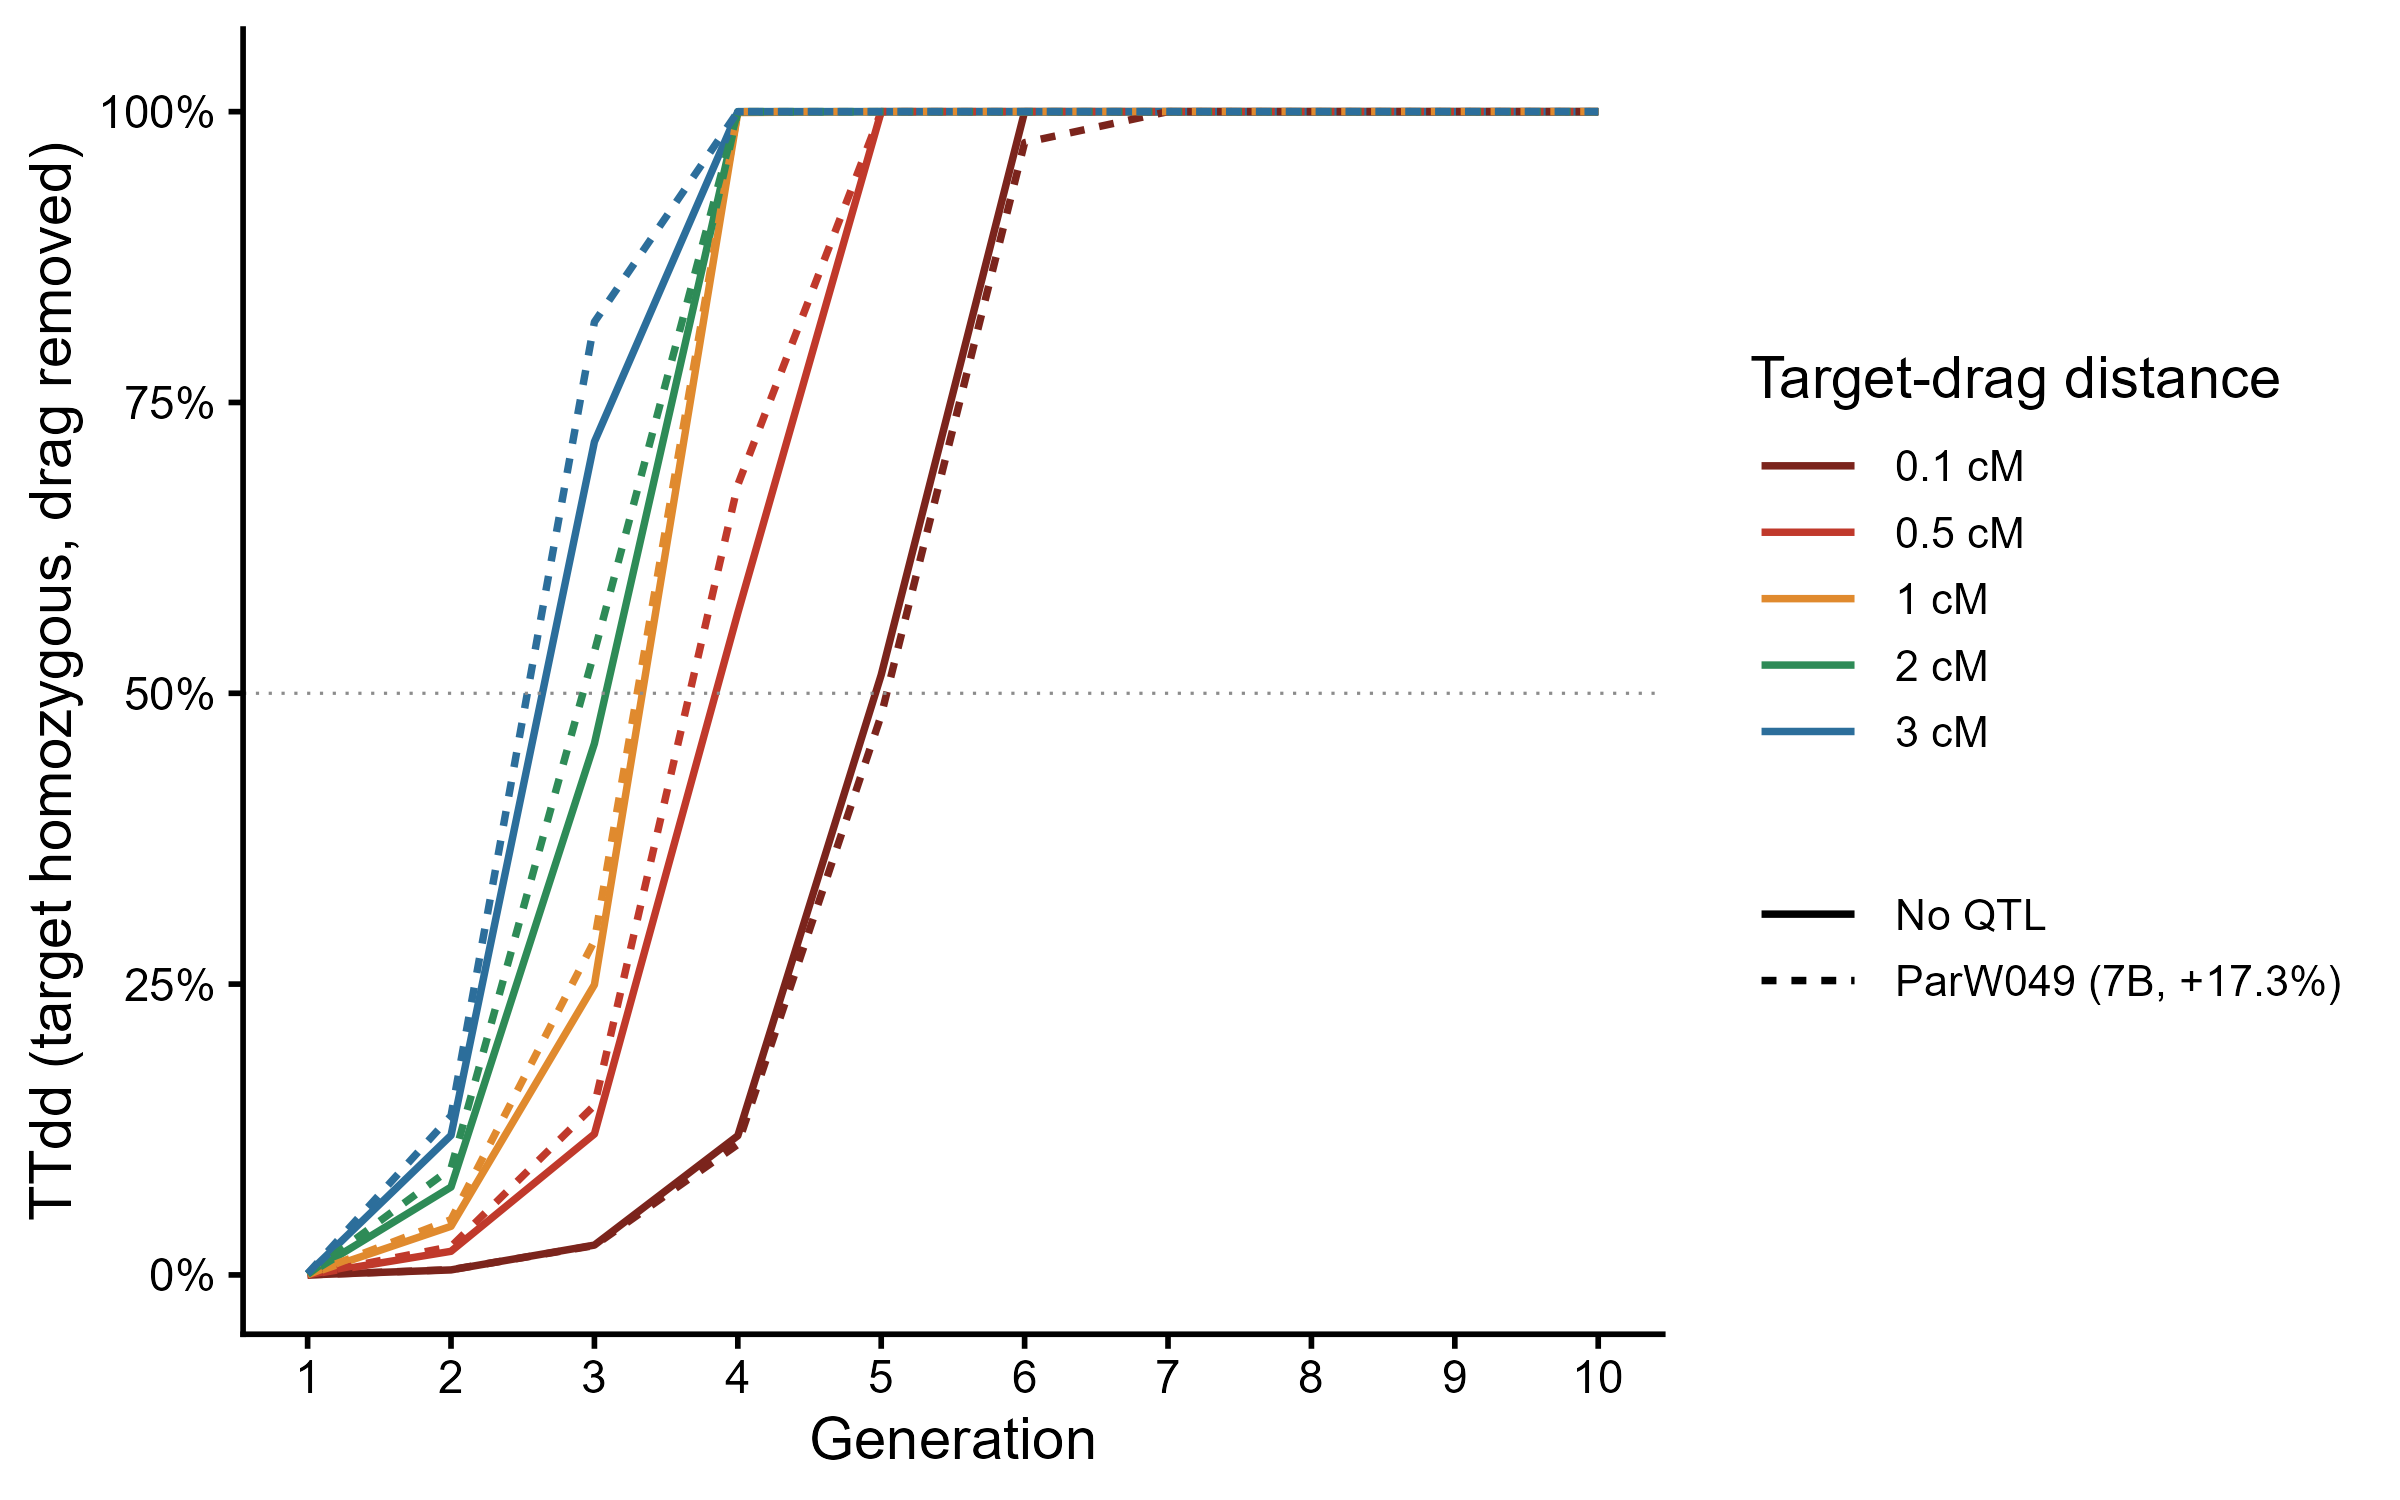 TTdd (target homozygous, drag removed)
100%
75%
50%
25%
0%
1 2 3 4 5 6 7 8 9 10
Generation
Target-drag distance
0.1 cM
0.5 cM
1 cM
2 cM
3 cM
No QTL
ParW049 (7B, +17.3%)